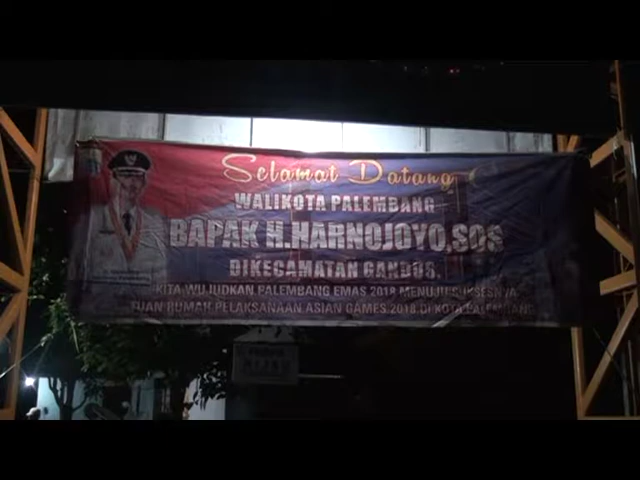 Selamat Datang
WALIKOTA PALEMBANG
BAPAK H.HARNOJOYO,SOS
DIKECAMATAN GANDUS.
KITA WUJUDKAN PALEMBANG EMAS 2018 MENUJU SUKSESNYA
TUAN RUMAH PELAKSANAAN ASIAN GAMES 2018 DI KOTA PALEMBANG